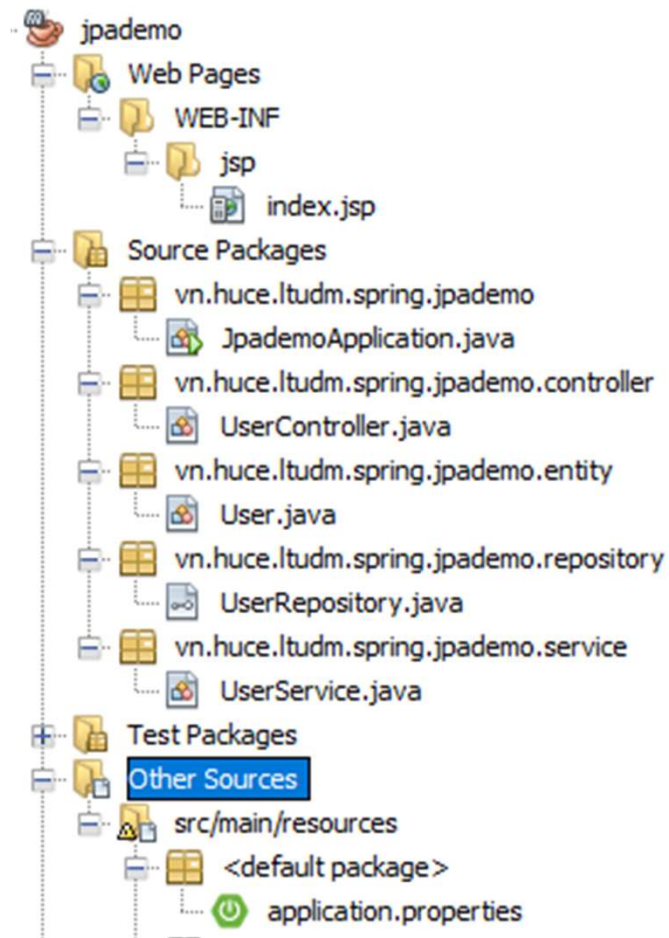 jpademo
Web Pages
WEB-INF
jsp
index.jsp
Source Packages
vn.huce.ltudm.spring.jpademo
JpademoApplication.java
vn.huce.ltudm.spring.jpademo.controller
UserController.java
vn.huce.ltudm.spring.jpademo.entity
User.java
vn.huce.ltudm.spring.jpademo.repository
UserRepository.java
vn.huce.ltudm.spring.jpademo.service
UserService.java
Test Packages
Other Sources
src/main/resources
<default package>
application.properties